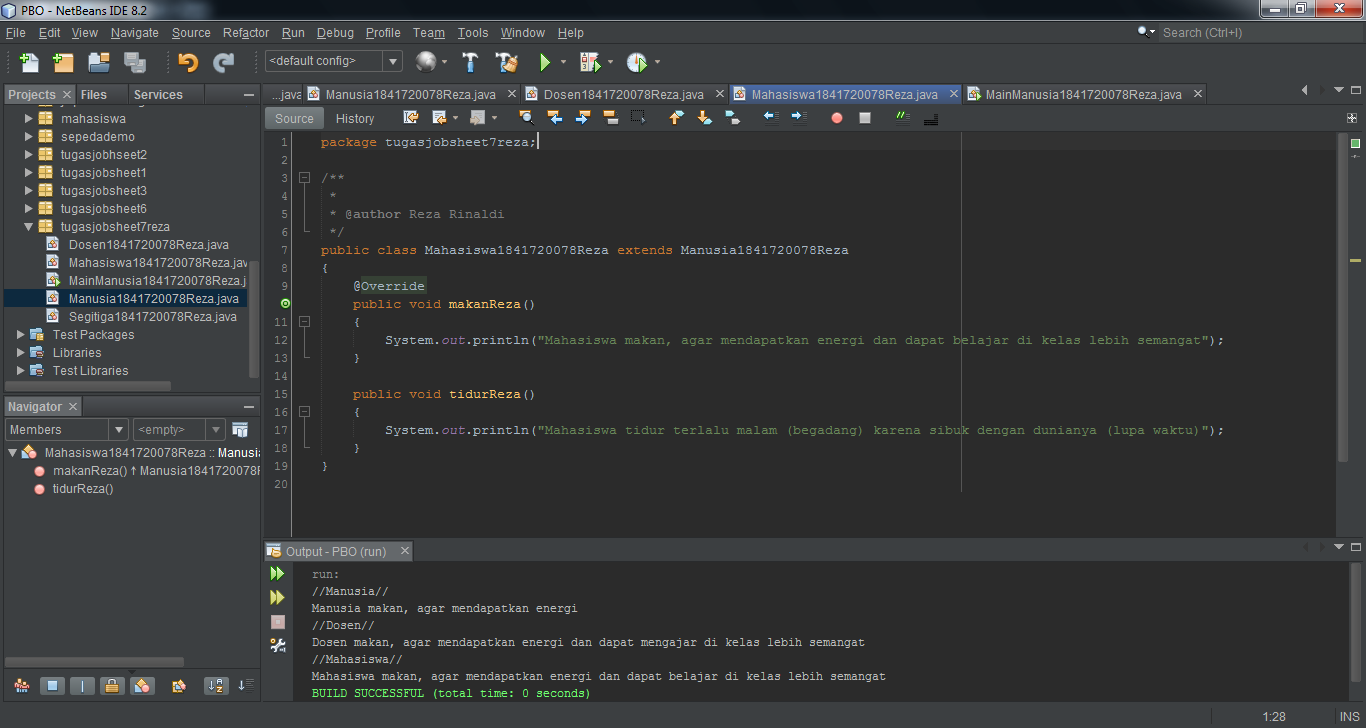 PBO - NetBeans IDE 8.2
File Edit View Navigate Source Refactor Run Debug Profile Team Tools Window Help
Search (Ctrl+I)
<default config>
Projects Files Services
mahasiswa
sepedademo
tugasjobhseet2
tugasjobsheet1
tugasjobsheet3
tugasjobsheet6
tugasjobsheet7reza
Dosen1841720078Reza.java
Mahasiswa1841720078Reza.jav
MainManusia1841720078Reza.j
Manusia1841720078Reza.java
Segitiga1841720078Reza.java
Test Packages
Libraries
Test Libraries
Navigator
Members <empty>
Mahasiswa1841720078Reza :: Manusi
makanReza() ↑ Manusia1841720078R
tidurReza()
...java Manusia1841720078Reza.java Dosen1841720078Reza.java Mahasiswa1841720078Reza.java MainManusia1841720078Reza.java
Source History
1 package tugasjobsheet7reza;
2
3 /**
4 *
5 * @author Reza Rinaldi
6 */
7 public class Mahasiswa1841720078Reza extends Manusia1841720078Reza
8 {
9 @Override
public void makanReza()
11 {
12 System.out.println("Mahasiswa makan, agar mendapatkan energi dan dapat belajar di kelas lebih semangat");
13 }
14
15 public void tidurReza()
16 {
17 System.out.println("Mahasiswa tidur terlalu malam (begadang) karena sibuk dengan dunianya (lupa waktu)");
18 }
19 }
20
Output - PBO (run)
run:
//Manusia//
Manusia makan, agar mendapatkan energi
//Dosen//
Dosen makan, agar mendapatkan energi dan dapat mengajar di kelas lebih semangat
//Mahasiswa//
Mahasiswa makan, agar mendapatkan energi dan dapat belajar di kelas lebih semangat
BUILD SUCCESSFUL (total time: 0 seconds)
1:28 INS